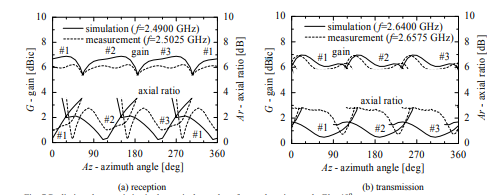 10
8
6
4
2
0
G - gain [dBic]
simulation (f=2.4900 GHz)
measurement (f=2.5025 GHz)
#1 #2 gain #3 #1
axial ratio
#1 #2 #3 #1
10
8
6
4
2
0
Ar - axial ratio [dB]
0 90 180 270 360
Az - azimuth angle [deg]
(a) reception
10
8
6
4
2
0
G - gain [dBic]
simulation (f=2.6400 GHz)
measurement (f=2.6575 GHz)
gain
#1 #2 #3
axial ratio
#1 #2 #3
10
8
6
4
2
0
Ar - axial ratio [dB]
0 90 180 270 360
Az - azimuth angle [deg]
(b) transmission